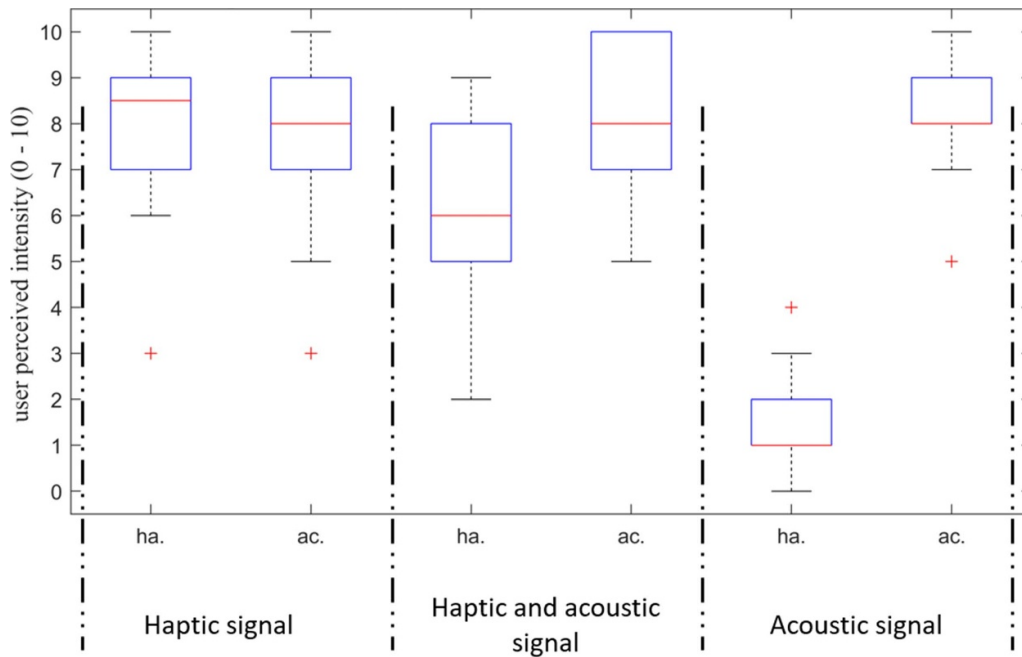 user perceived intensity (0 - 10)
10
9
8
7
6
5
4
3
2
1
0
ha.
ac.
ha.
ac.
ha.
ac.
Haptic signal
Haptic and acoustic
signal
Acoustic signal